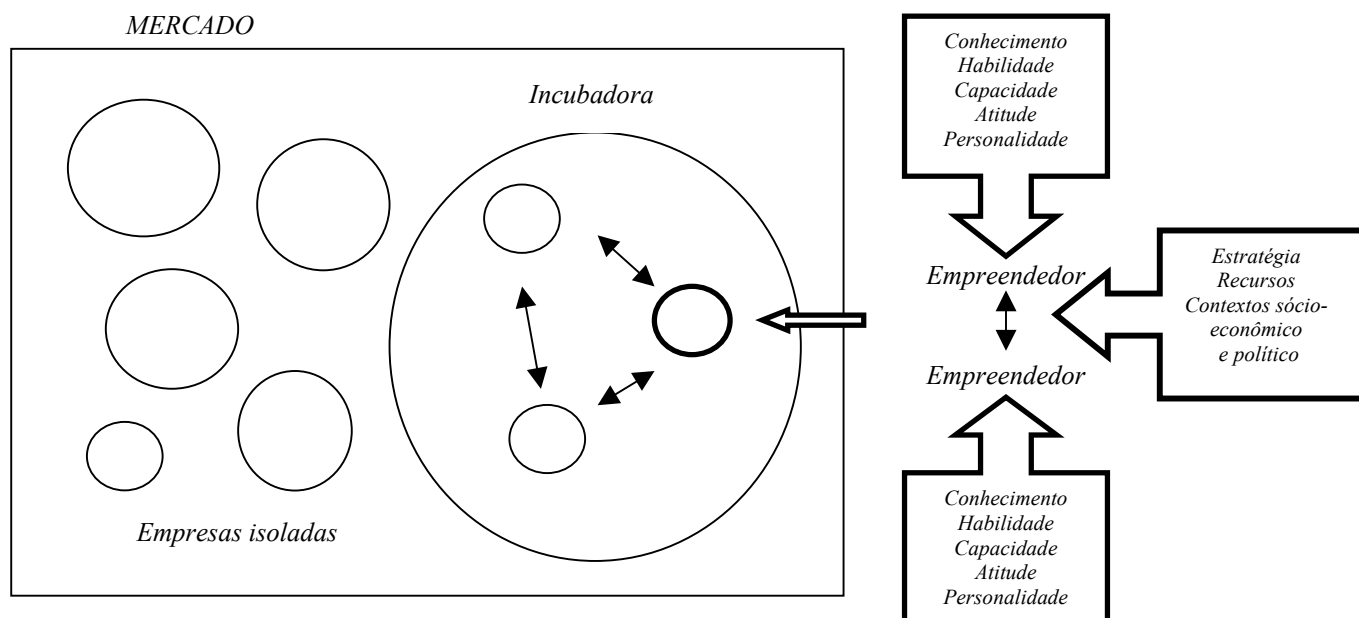 MERCADO
Incubadora
Empresas isoladas
Conhecimento
Habilidade
Capacidade
Atitude
Personalidade
Empreendedor
Empreendedor
Estratégia
Recursos
Contextos sócio-
econômico
e político
Conhecimento
Habilidade
Capacidade
Atitude
Personalidade